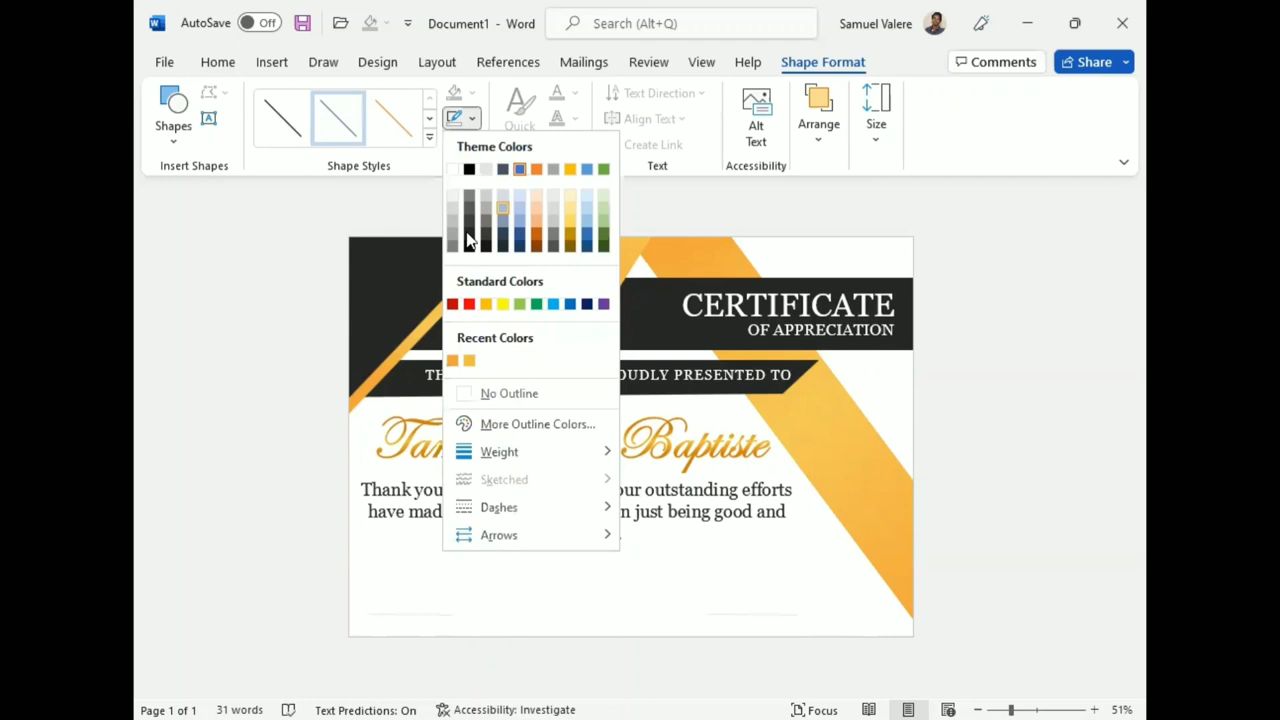 AutoSave Off Document1 - Word Search (Alt+Q) Samuel Valere
File Home Insert Draw Design Layout References Mailings Review View Help Shape Format Comments Share
Shapes
Quick
Text Direction
Align Text
Create Link
Alt
Text
Arrange
Size
Insert Shapes Shape Styles Text Accessibility
Theme Colors
Standard Colors
Recent Colors
No Outline
More Outline Colors...
Weight
Sketched
Dashes
Arrows
CERTIFICATE
OF APPRECIATION
TH OUDLY PRESENTED TO
Tam Baptiste
Thank you our outstanding efforts
have mad n just being good and
Page 1 of 1 31 words Text Predictions: On Accessibility: Investigate Focus 51%